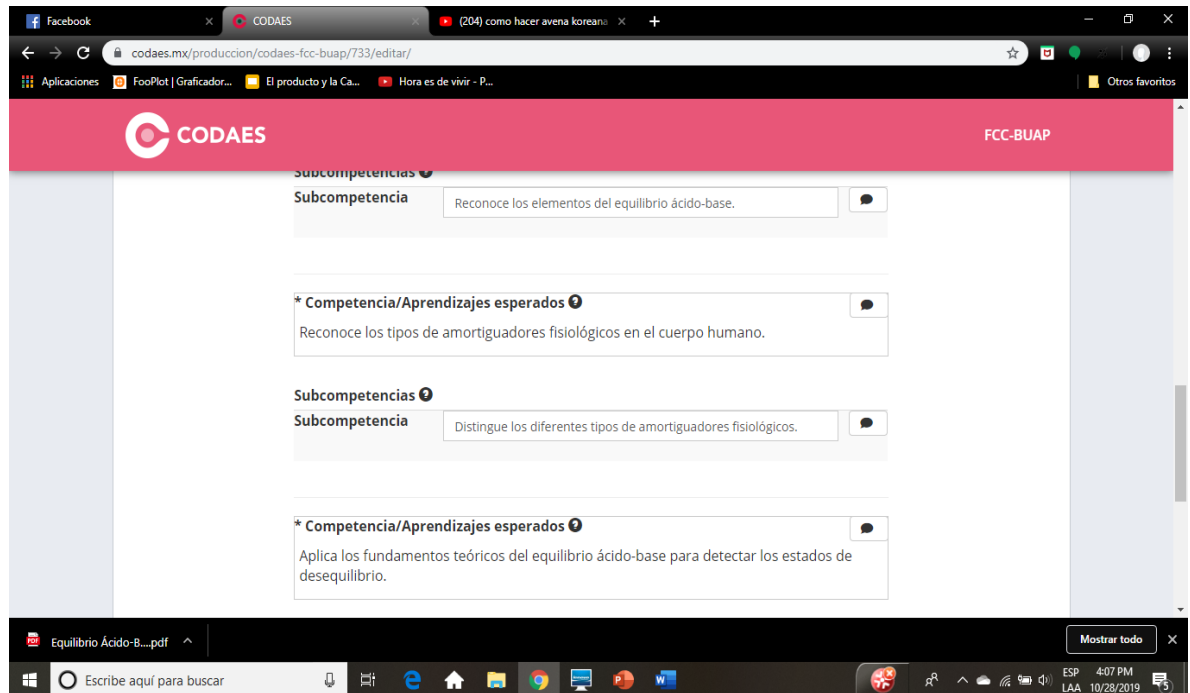 Facebook
CODAES
(204) como hacer avena koreana
codaes.mx/produccion/codaes-fcc-buap/733/editar/
Aplicaciones
FooPlot | Graficador...
El producto y la Ca...
Hora es de vivir - P...
Otros favoritos
CODAES
FCC-BUAP
Subcompetencias
Subcompetencia
Reconoce los elementos del equilibrio ácido-base.
* Competencia/Aprendizajes esperados
Reconoce los tipos de amortiguadores fisiológicos en el cuerpo humano.
Subcompetencias
Subcompetencia
Distingue los diferentes tipos de amortiguadores fisiológicos.
* Competencia/Aprendizajes esperados
Aplica los fundamentos teóricos del equilibrio ácido-base para detectar los estados de
desequilibrio.
Equilibrio Ácido-B....pdf
Mostrar todo
Escribe aquí para buscar
ESP
LAA
4:07 PM
10/28/2019
5